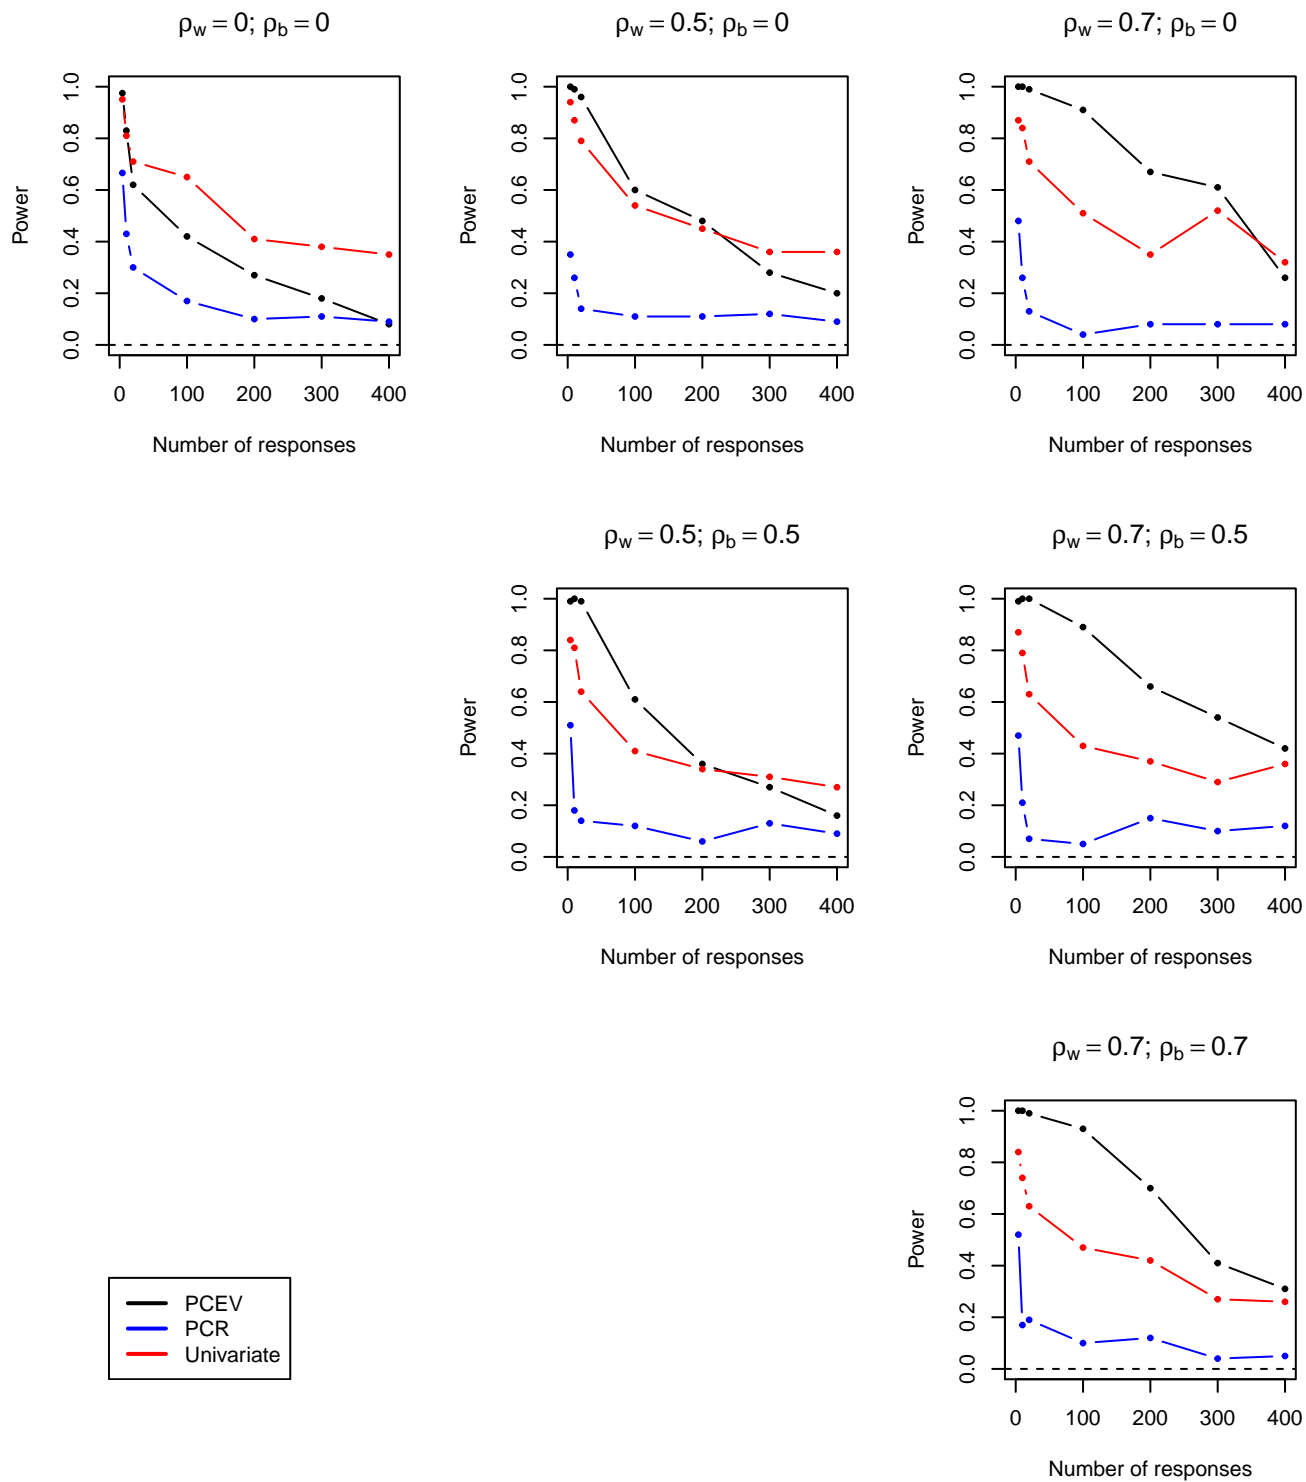 ρw = 0; ρb = 0
ρw = 0.5; ρb = 0
ρw = 0.7; ρb = 0
Power
0.0 0.2 0.4 0.6 0.8 1.0
0 100 200 300 400
Number of responses
Power
0.0 0.2 0.4 0.6 0.8 1.0
0 100 200 300 400
Number of responses
Power
0.0 0.2 0.4 0.6 0.8 1.0
0 100 200 300 400
Number of responses
ρw = 0.5; ρb = 0.5
ρw = 0.7; ρb = 0.5
Power
0.0 0.2 0.4 0.6 0.8 1.0
0 100 200 300 400
Number of responses
Power
0.0 0.2 0.4 0.6 0.8 1.0
0 100 200 300 400
Number of responses
ρw = 0.7; ρb = 0.7
Power
0.0 0.2 0.4 0.6 0.8 1.0
0 100 200 300 400
Number of responses
PCEV
PCR
Univariate